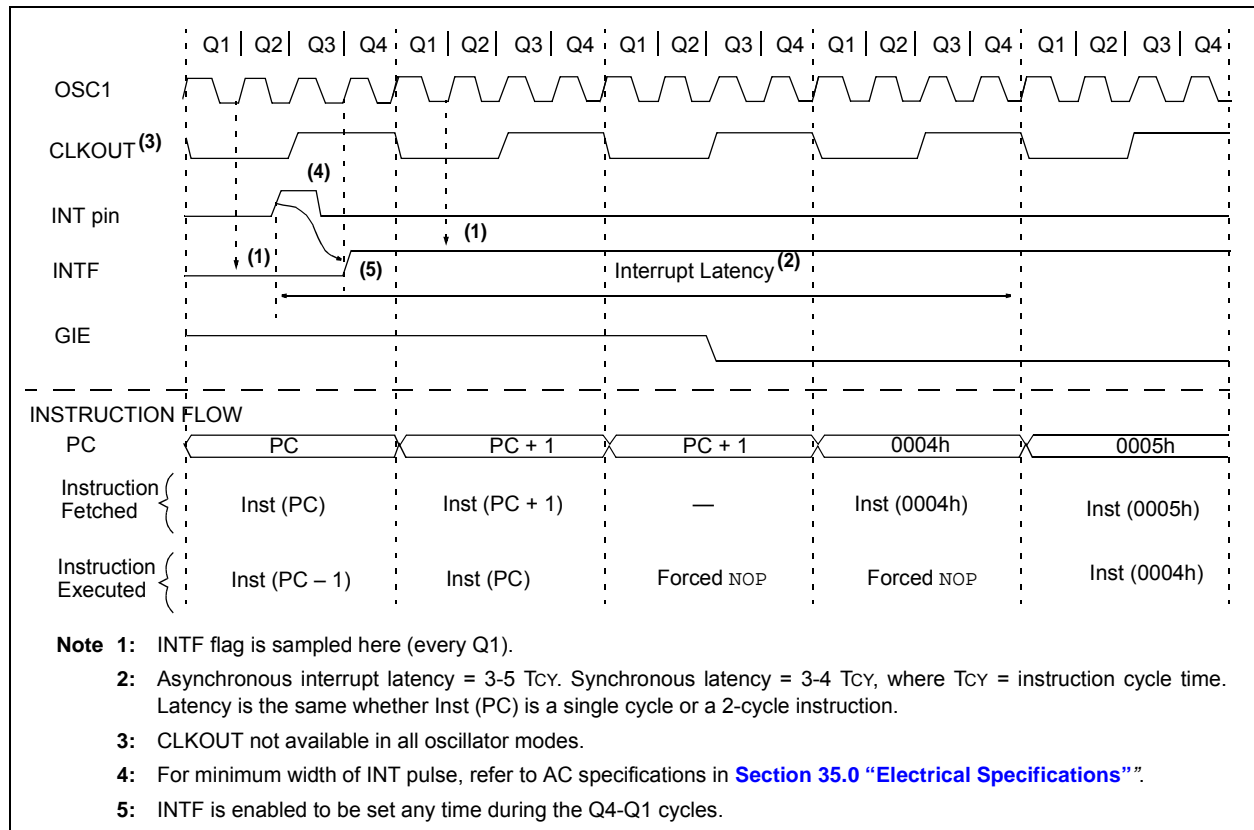 Q1 Q2 Q3 Q4 Q1 Q2 Q3 Q4 Q1 Q2 Q3 Q4 Q1 Q2 Q3 Q4 Q1 Q2 Q3 Q4
OSC1
CLKOUT (3)
(4)
INT pin
(1) (1)
INTF (5) Interrupt Latency (2)
GIE
INSTRUCTION FLOW
PC PC PC + 1 PC + 1 0004h 0005h
Instruction
Fetched Inst (PC) Inst (PC + 1) — Inst (0004h) Inst (0005h)
Instruction
Executed Inst (PC – 1) Inst (PC) Forced NOP Forced NOP Inst (0004h)
Note 1: INTF flag is sampled here (every Q1).
2: Asynchronous interrupt latency = 3-5 TCY. Synchronous latency = 3-4 TCY, where TCY = instruction cycle time.
Latency is the same whether Inst (PC) is a single cycle or a 2-cycle instruction.
3: CLKOUT not available in all oscillator modes.
4: For minimum width of INT pulse, refer to AC specifications in Section 35.0 “Electrical Specifications””.
5: INTF is enabled to be set any time during the Q4-Q1 cycles.